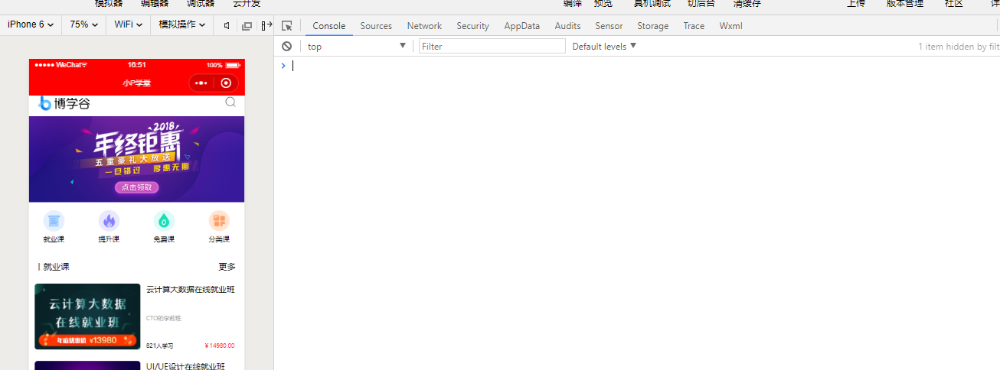 模拟器 编辑器 调试器 云开发 编译 预览 真机调试 切后台 清缓存 上传 版本管理 社区 详
iPhone 6 75% WiFi 模拟操作 Console Sources Network Security AppData Audits Sensor Storage Trace Wxml
top Filter Default levels 1 item hidden by filt
WeChat 16:51 100%
小P学堂
博学谷
2018
年终钜惠
五重豪礼大放送
一旦错过 厚惠无期
点击领取
就业课 提升课 免费课 分类课
就业课 更多
云计算大数据
在线就业班
年底钜惠价 ¥13980
云计算大数据在线就业班
CTO的学前班
821人学习 ¥14980.00
UI/UE设计在线就业班